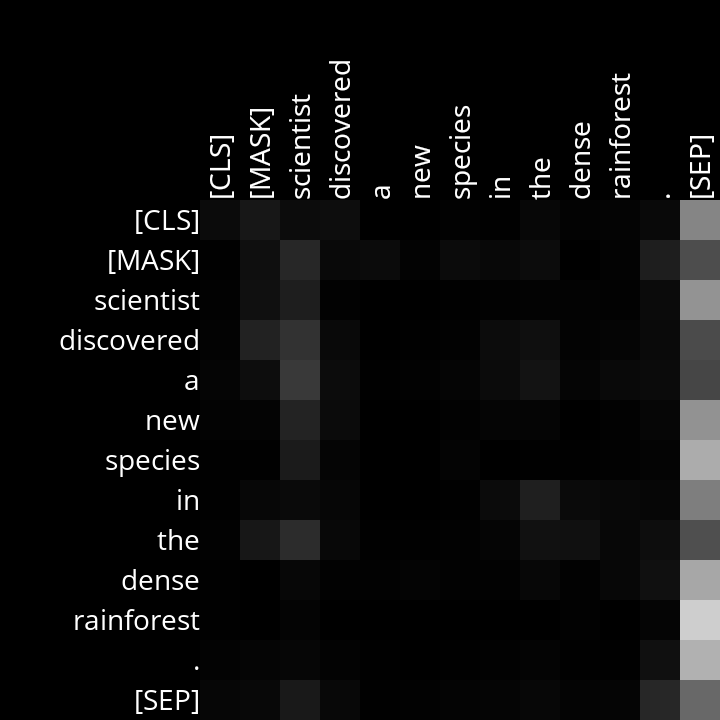 [CLS] [MASK] scientist discovered a new species in the dense rainforest . [SEP]
[CLS]
[MASK]
scientist
discovered
a
new
species
in
the
dense
rainforest
.
[SEP]